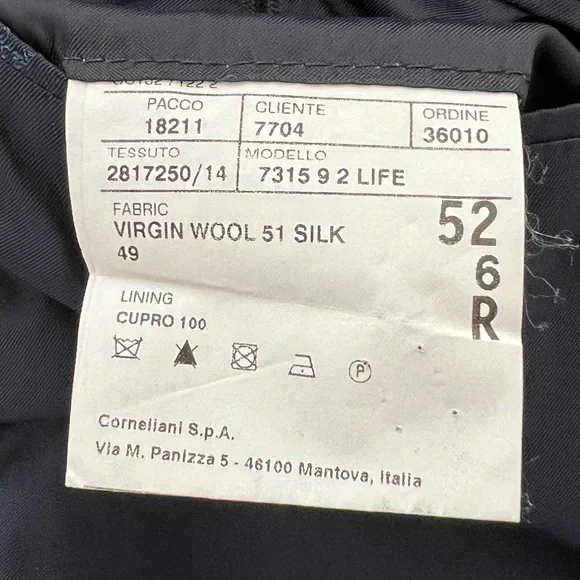 PACCO CLIENTE ORDINE
18211 7704 36010
TESSUTO MODELLO
2817250/14 7315 9 2 LIFE
FABRIC
VIRGIN WOOL 51 SILK
49
52
6
R
LINING
CUPRO 100
P
Corneliani S.p.A.
Via M. Panizza 5 - 46100 Mantova, Italia